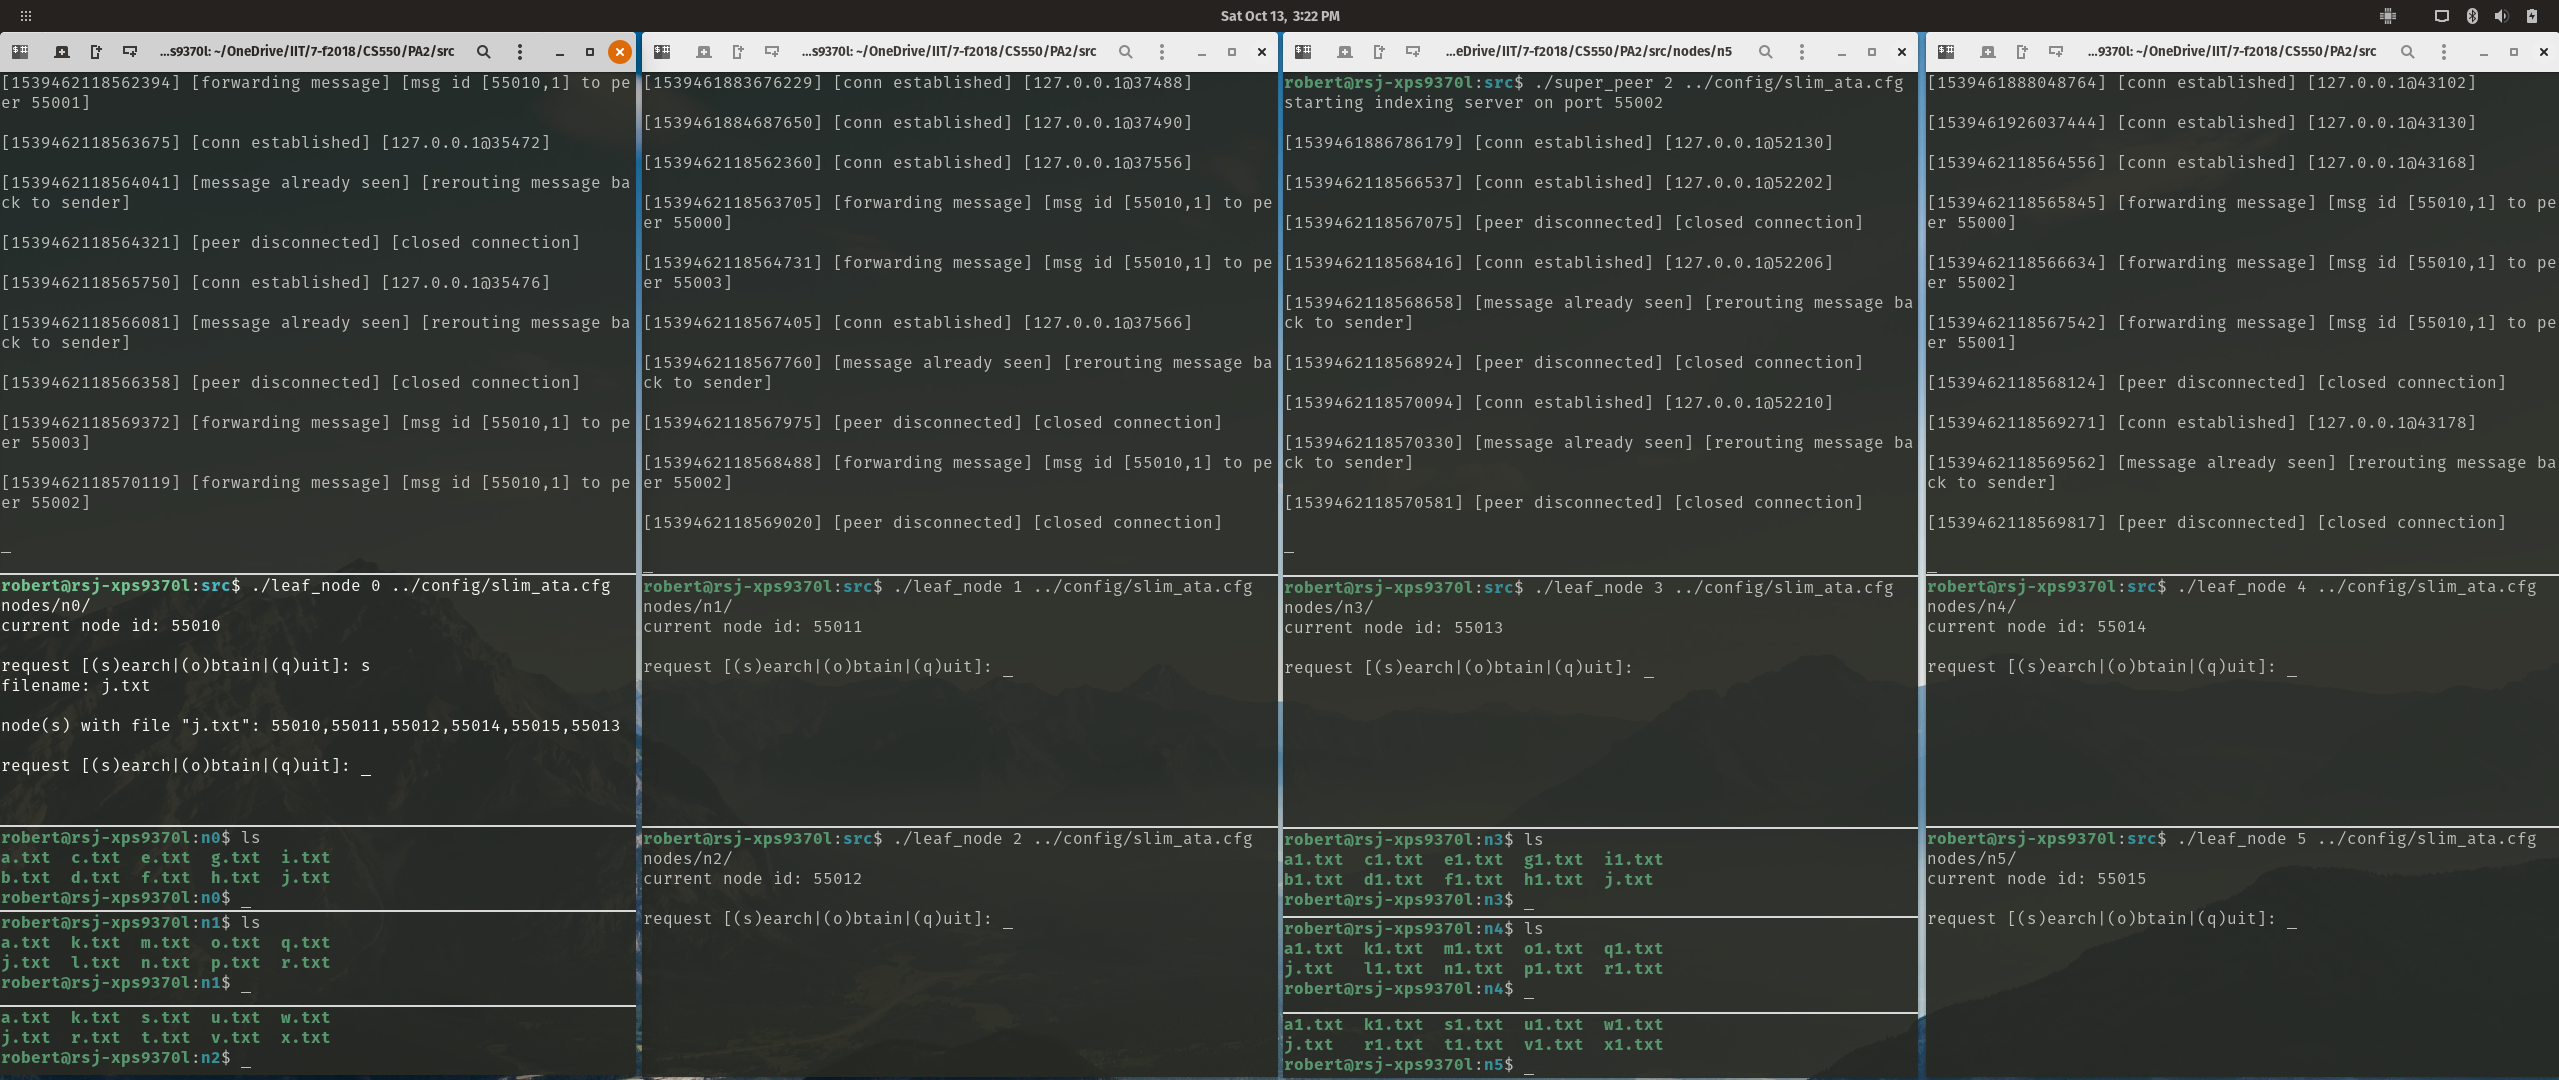 Sat Oct 13, 3:22 PM
...s9370l: ~/OneDrive/IIT/7-f2018/CS550/PA2/src
[1539462118562394] [forwarding message] [msg id [55010,1] to pe
er 55001]
[1539462118563675] [conn established] [127.0.0.1@35472]
[1539462118564041] [message already seen] [rerouting message ba
ck to sender]
[1539462118564321] [peer disconnected] [closed connection]
[1539462118565750] [conn established] [127.0.0.1@35476]
[1539462118566081] [message already seen] [rerouting message ba
ck to sender]
[1539462118566358] [peer disconnected] [closed connection]
[1539462118569372] [forwarding message] [msg id [55010,1] to pe
er 55003]
[1539462118570119] [forwarding message] [msg id [55010,1] to pe
er 55002]
_
robert@rsj-xps9370l:src$ ./leaf_node 0 ../config/slim_ata.cfg
nodes/n0/
current node id: 55010
request [(s)earch|(o)btain|(q)uit]: s
filename: j.txt
node(s) with file "j.txt": 55010,55011,55012,55014,55015,55013
request [(s)earch|(o)btain|(q)uit]: _
robert@rsj-xps9370l:n0$ ls
a.txt c.txt e.txt g.txt i.txt
b.txt d.txt f.txt h.txt j.txt
robert@rsj-xps9370l:n0$ _
robert@rsj-xps9370l:n1$ ls
a.txt k.txt m.txt o.txt q.txt
j.txt l.txt n.txt p.txt r.txt
robert@rsj-xps9370l:n1$ _
a.txt k.txt s.txt u.txt w.txt
j.txt r.txt t.txt v.txt x.txt
robert@rsj-xps9370l:n2$ _
...s9370l: ~/OneDrive/IIT/7-f2018/CS550/PA2/src
[1539461883676229] [conn established] [127.0.0.1@37488]
[1539461884687650] [conn established] [127.0.0.1@37490]
[1539462118562360] [conn established] [127.0.0.1@37556]
[1539462118563705] [forwarding message] [msg id [55010,1] to pe
er 55000]
[1539462118564731] [forwarding message] [msg id [55010,1] to pe
er 55003]
[1539462118567405] [conn established] [127.0.0.1@37566]
[1539462118567760] [message already seen] [rerouting message ba
ck to sender]
[1539462118567975] [peer disconnected] [closed connection]
[1539462118568488] [forwarding message] [msg id [55010,1] to pe
er 55002]
[1539462118569020] [peer disconnected] [closed connection]
_
robert@rsj-xps9370l:src$ ./leaf_node 1 ../config/slim_ata.cfg
nodes/n1/
current node id: 55011
request [(s)earch|(o)btain|(q)uit]: _
robert@rsj-xps9370l:src$ ./leaf_node 2 ../config/slim_ata.cfg
nodes/n2/
current node id: 55012
request [(s)earch|(o)btain|(q)uit]: _
...eDrive/IIT/7-f2018/CS550/PA2/src/nodes/n5
robert@rsj-xps9370l:src$ ./super_peer 2 ../config/slim_ata.cfg
starting indexing server on port 55002
[1539461886786179] [conn established] [127.0.0.1@52130]
[1539462118566537] [conn established] [127.0.0.1@52202]
[1539462118567075] [peer disconnected] [closed connection]
[1539462118568416] [conn established] [127.0.0.1@52206]
[1539462118568658] [message already seen] [rerouting message ba
ck to sender]
[1539462118568924] [peer disconnected] [closed connection]
[1539462118570094] [conn established] [127.0.0.1@52210]
[1539462118570330] [message already seen] [rerouting message ba
ck to sender]
[1539462118570581] [peer disconnected] [closed connection]
_
robert@rsj-xps9370l:src$ ./leaf_node 3 ../config/slim_ata.cfg
nodes/n3/
current node id: 55013
request [(s)earch|(o)btain|(q)uit]: _
robert@rsj-xps9370l:n3$ ls
a1.txt c1.txt e1.txt g1.txt i1.txt
b1.txt d1.txt f1.txt h1.txt j.txt
robert@rsj-xps9370l:n3$ _
robert@rsj-xps9370l:n4$ ls
a1.txt k1.txt m1.txt o1.txt q1.txt
j.txt l1.txt n1.txt p1.txt r1.txt
robert@rsj-xps9370l:n4$ _
a1.txt k1.txt s1.txt u1.txt w1.txt
j.txt r1.txt t1.txt v1.txt x1.txt
robert@rsj-xps9370l:n5$ _
...9370l: ~/OneDrive/IIT/7-f2018/CS550/PA2/src
[1539461888048764] [conn established] [127.0.0.1@43102]
[1539461926037444] [conn established] [127.0.0.1@43130]
[1539462118564556] [conn established] [127.0.0.1@43168]
[1539462118565845] [forwarding message] [msg id [55010,1] to pe
er 55000]
[1539462118566634] [forwarding message] [msg id [55010,1] to pe
er 55002]
[1539462118567542] [forwarding message] [msg id [55010,1] to pe
er 55001]
[1539462118568124] [peer disconnected] [closed connection]
[1539462118569271] [conn established] [127.0.0.1@43178]
[1539462118569562] [message already seen] [rerouting message ba
ck to sender]
[1539462118569817] [peer disconnected] [closed connection]
_
robert@rsj-xps9370l:src$ ./leaf_node 4 ../config/slim_ata.cfg
nodes/n4/
current node id: 55014
request [(s)earch|(o)btain|(q)uit]: _
robert@rsj-xps9370l:src$ ./leaf_node 5 ../config/slim_ata.cfg
nodes/n5/
current node id: 55015
request [(s)earch|(o)btain|(q)uit]: _